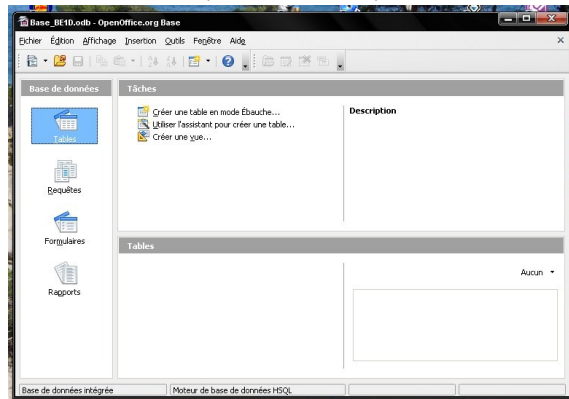 Base_BE1D.odb - OpenOffice.org Base
Fichier Édition Affichage Insertion Outils Fenêtre Aide
Base de données
Tables
Requêtes
Formulaires
Rapports
Tâches
Créer une table en mode Ébauche...
Utiliser l'assistant pour créer une table...
Créer une vue...
Description
Tables
Aucun
Base de données intégrée
Moteur de base de données HSQL